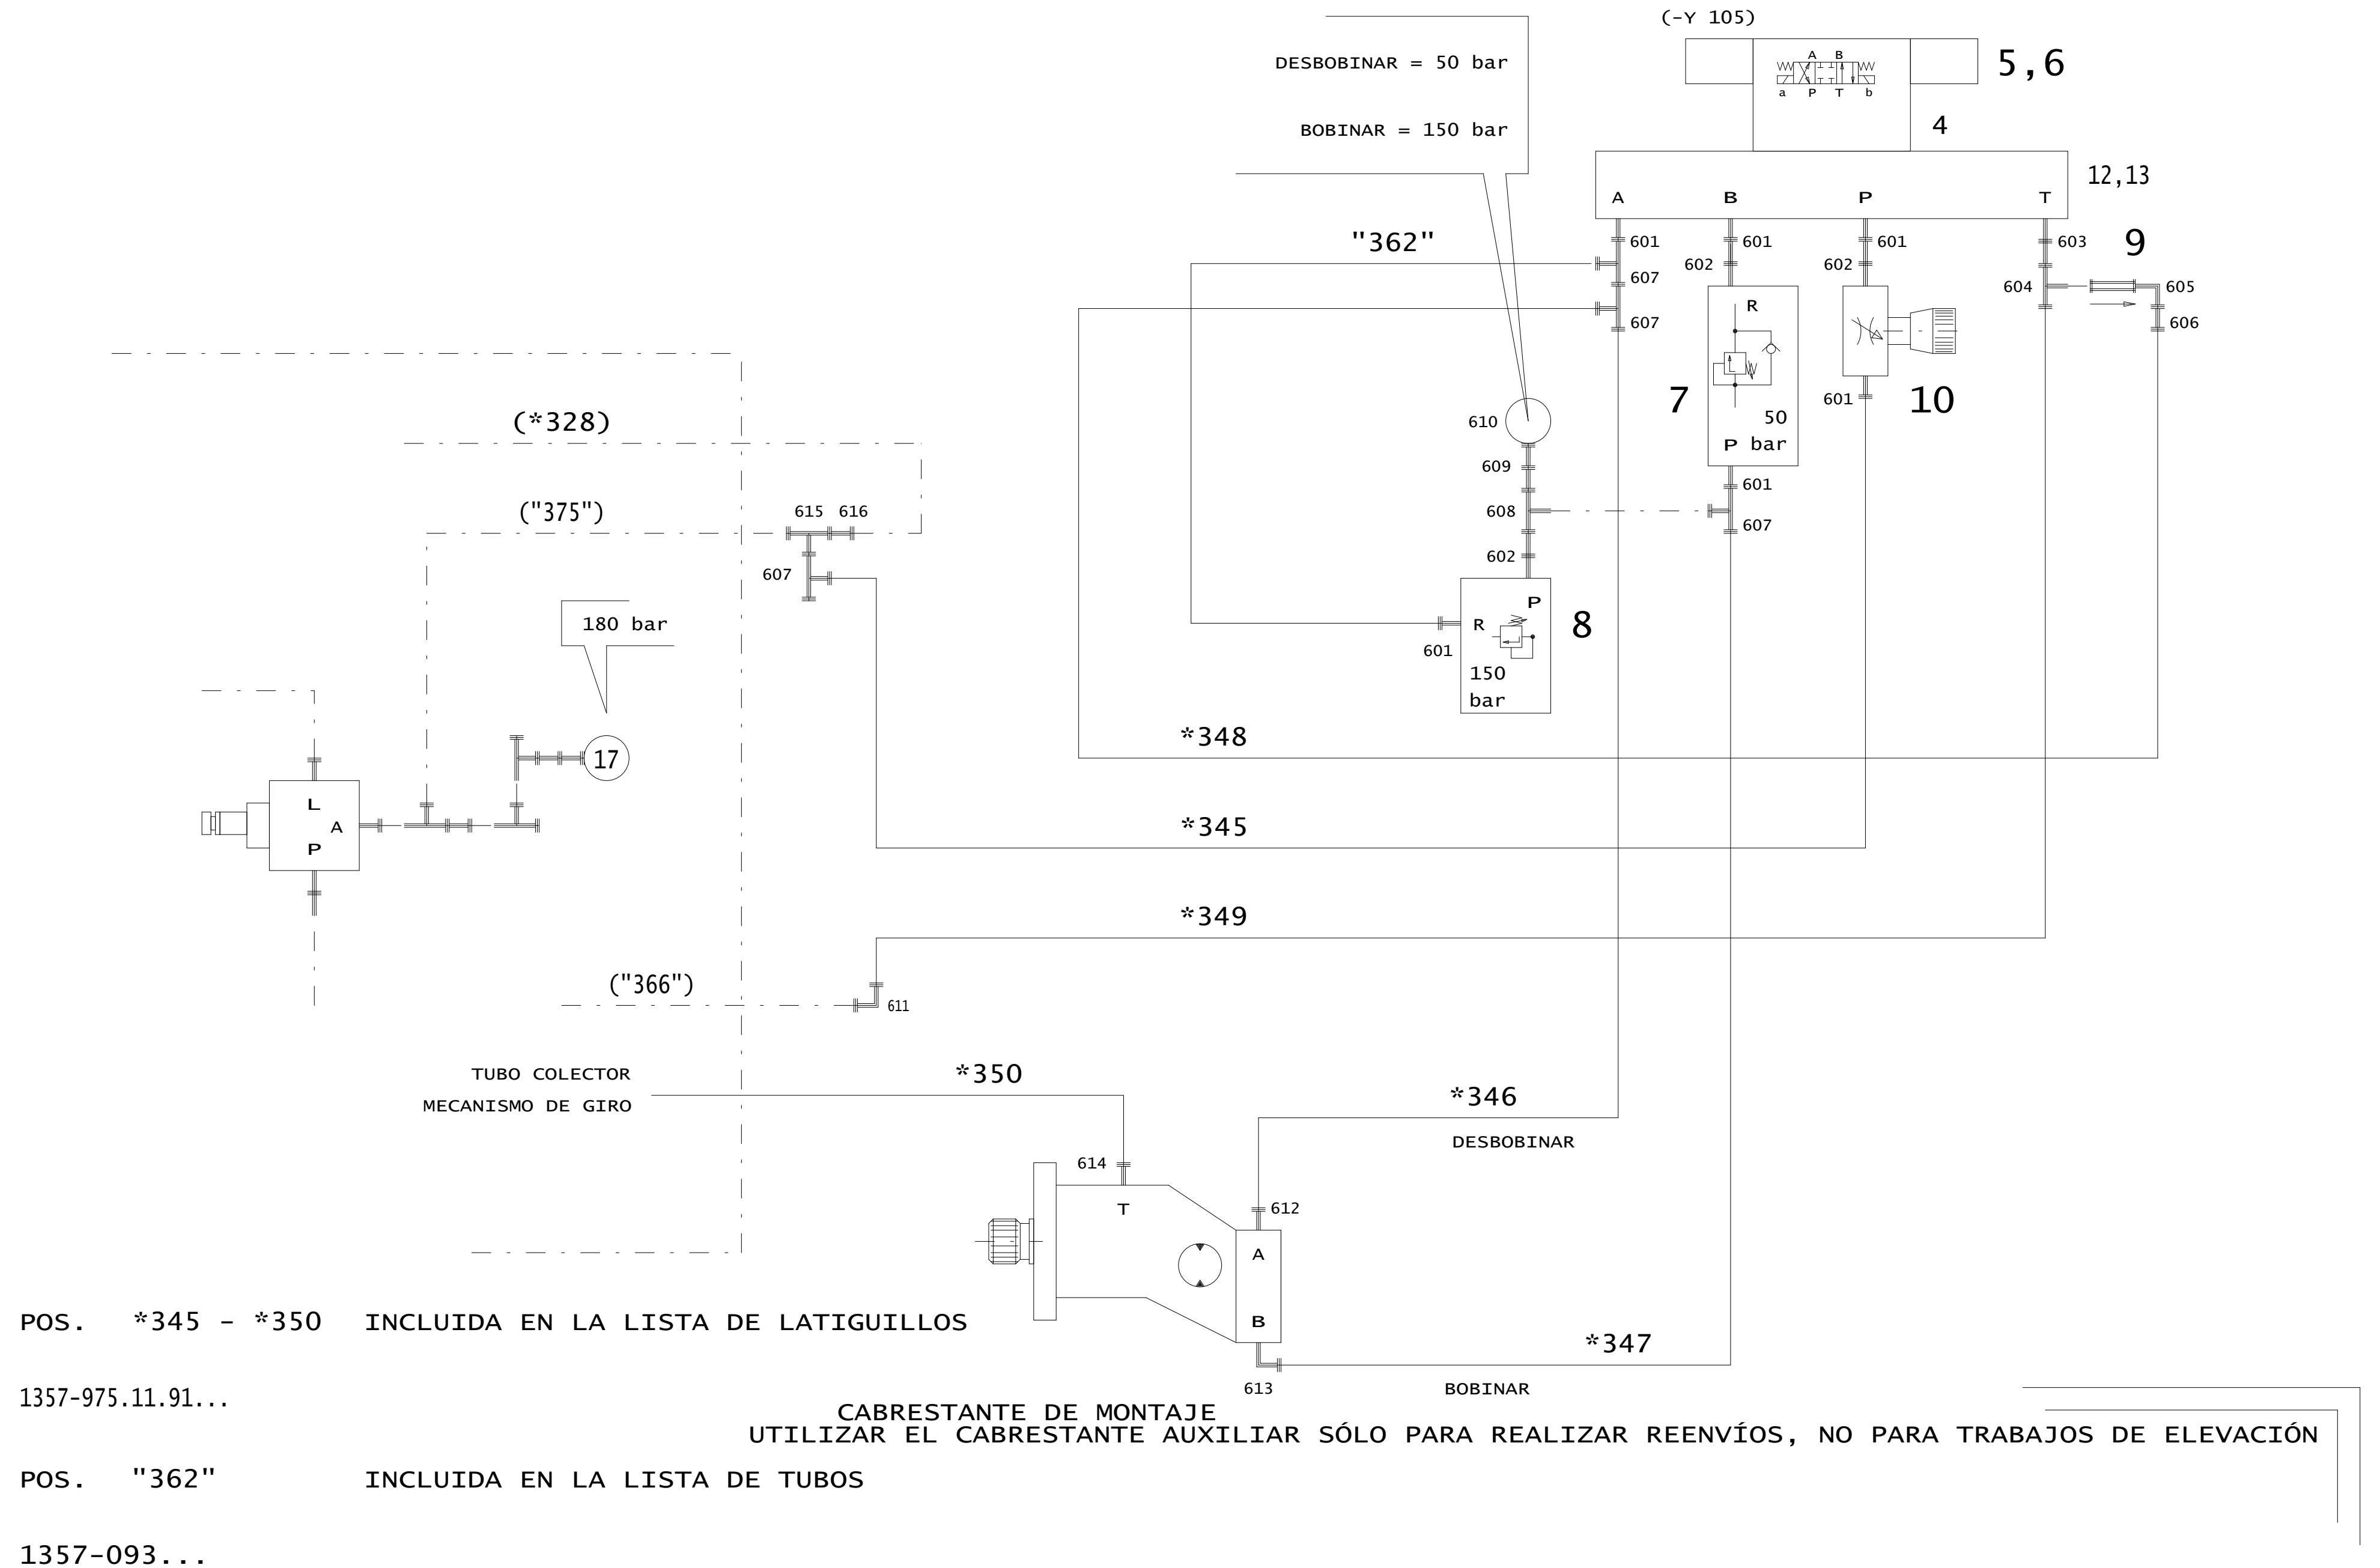 (-Y 105)
DESBOBINAR = 50 bar
BOBINAR = 150 bar
A B
a P T b
5,6
4
12,13
A B P T
"362"
601 601 601 603 9
602 602
607
604 605
607 606
R
7
50
P bar
601 10
610
609
608
602
601
607
(*328)
("375")
615 616
607
180 bar
P
R 8
601
150
bar
*348
17
L
A
P
*345
*349
("366")
611
TUBO COLECTOR
MECANISMO DE GIRO
*350
*346
DESBOBINAR
614
T
612
A
B
613
*347
BOBINAR
POS. *345 - *350 INCLUIDA EN LA LISTA DE LATIGUILLOS
1357-975.11.91...
CABRESTANTE DE MONTAJE
UTILIZAR EL CABRESTANTE AUXILIAR SÓLO PARA REALIZAR REENVÍOS, NO PARA TRABAJOS DE ELEVACIÓN
POS. "362" INCLUIDA EN LA LISTA DE TUBOS
1357-093...